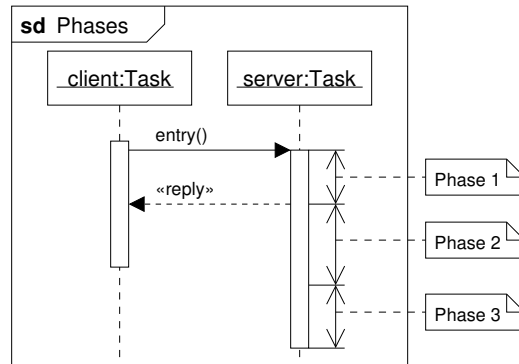 sd Phases
client:Task
server:Task
entry()
«reply»
Phase 1
Phase 2
Phase 3